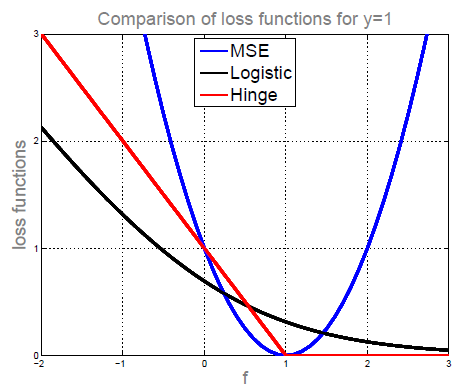 Comparison of loss functions for y=1
MSE
Logistic
Hinge
loss functions
3
2
1
0
−2
−1
0
1
2
3
f